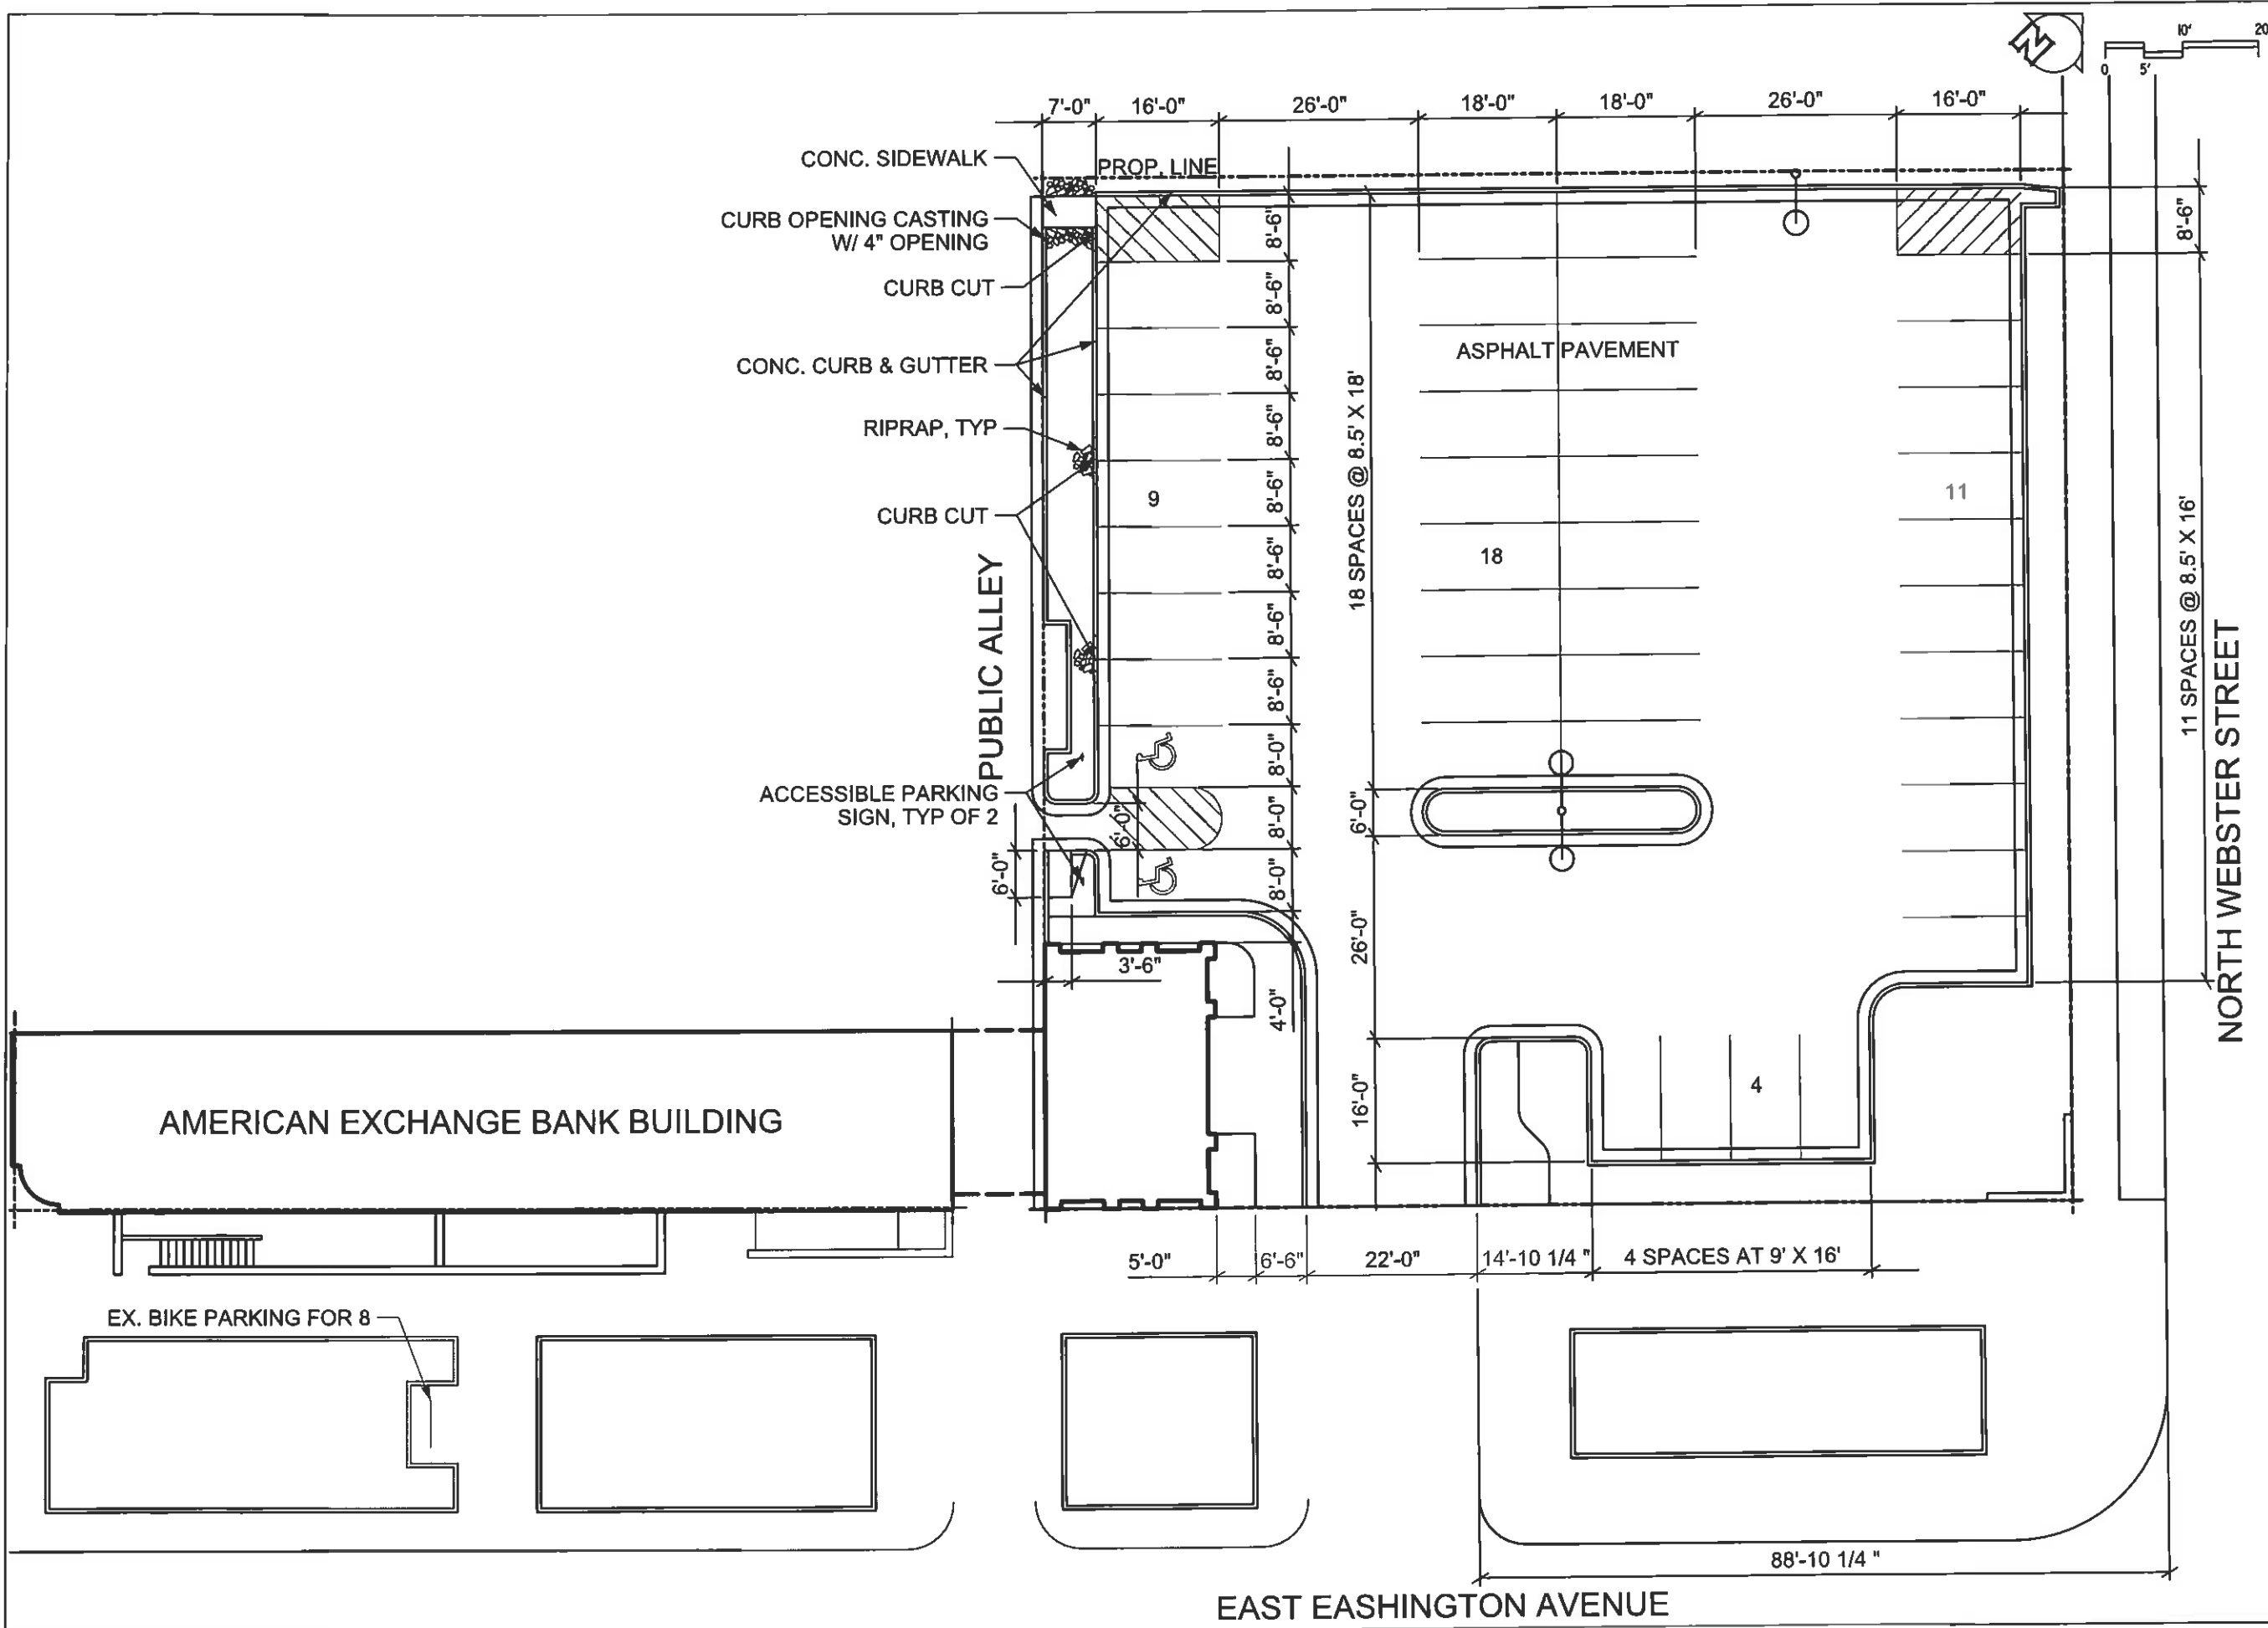 N
10'
20
0
5'
7'-0"
16'-0"
26'-0"
18'-0"
18'-0"
26'-0"
16'-0"
CONC. SIDEWALK
PROP. LINE
CURB OPENING CASTING
W/ 4" OPENING
CURB CUT
CONC. CURB & GUTTER
RIPRAP, TYP
CURB CUT
PUBLIC ALLEY
ACCESSIBLE PARKING
SIGN, TYP OF 2
6'-0"
6'-0"
3'-6"
9
8'-6"
8'-6"
8'-6"
8'-6"
8'-6"
8'-6"
8'-6"
8'-6"
8'-0"
8'-0"
8'-0"
4'-0"
18 SPACES @ 8.5' X 18'
6'-0"
26'-0"
16'-0"
ASPHALT PAVEMENT
18
11
8'-6"
11 SPACES @ 8.5' X 16'
NORTH WEBSTER STREET
4
AMERICAN EXCHANGE BANK BUILDING
5'-0"
6'-6"
22'-0"
14'-10 1/4 "
4 SPACES AT 9' X 16'
EX. BIKE PARKING FOR 8
88'-10 1/4 "
EAST EASHINGTON AVENUE